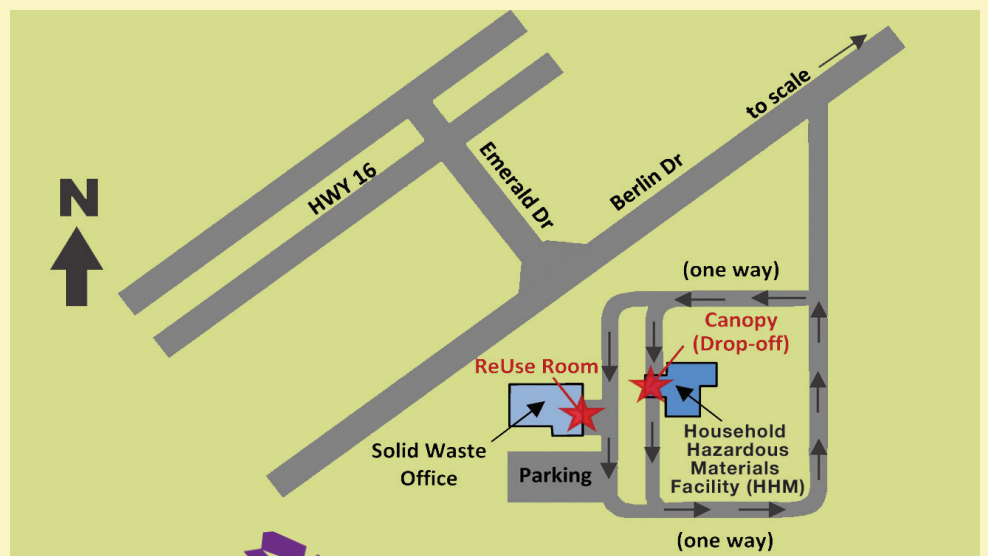 to scale
Emerald Dr
Berlin Dr
HWY 16
N
(one way)
Canopy
(Drop-off)
ReUse Room
Solid Waste
Office
Household
Hazardous
Materials
Facility (HHM)
Parking
(one way)